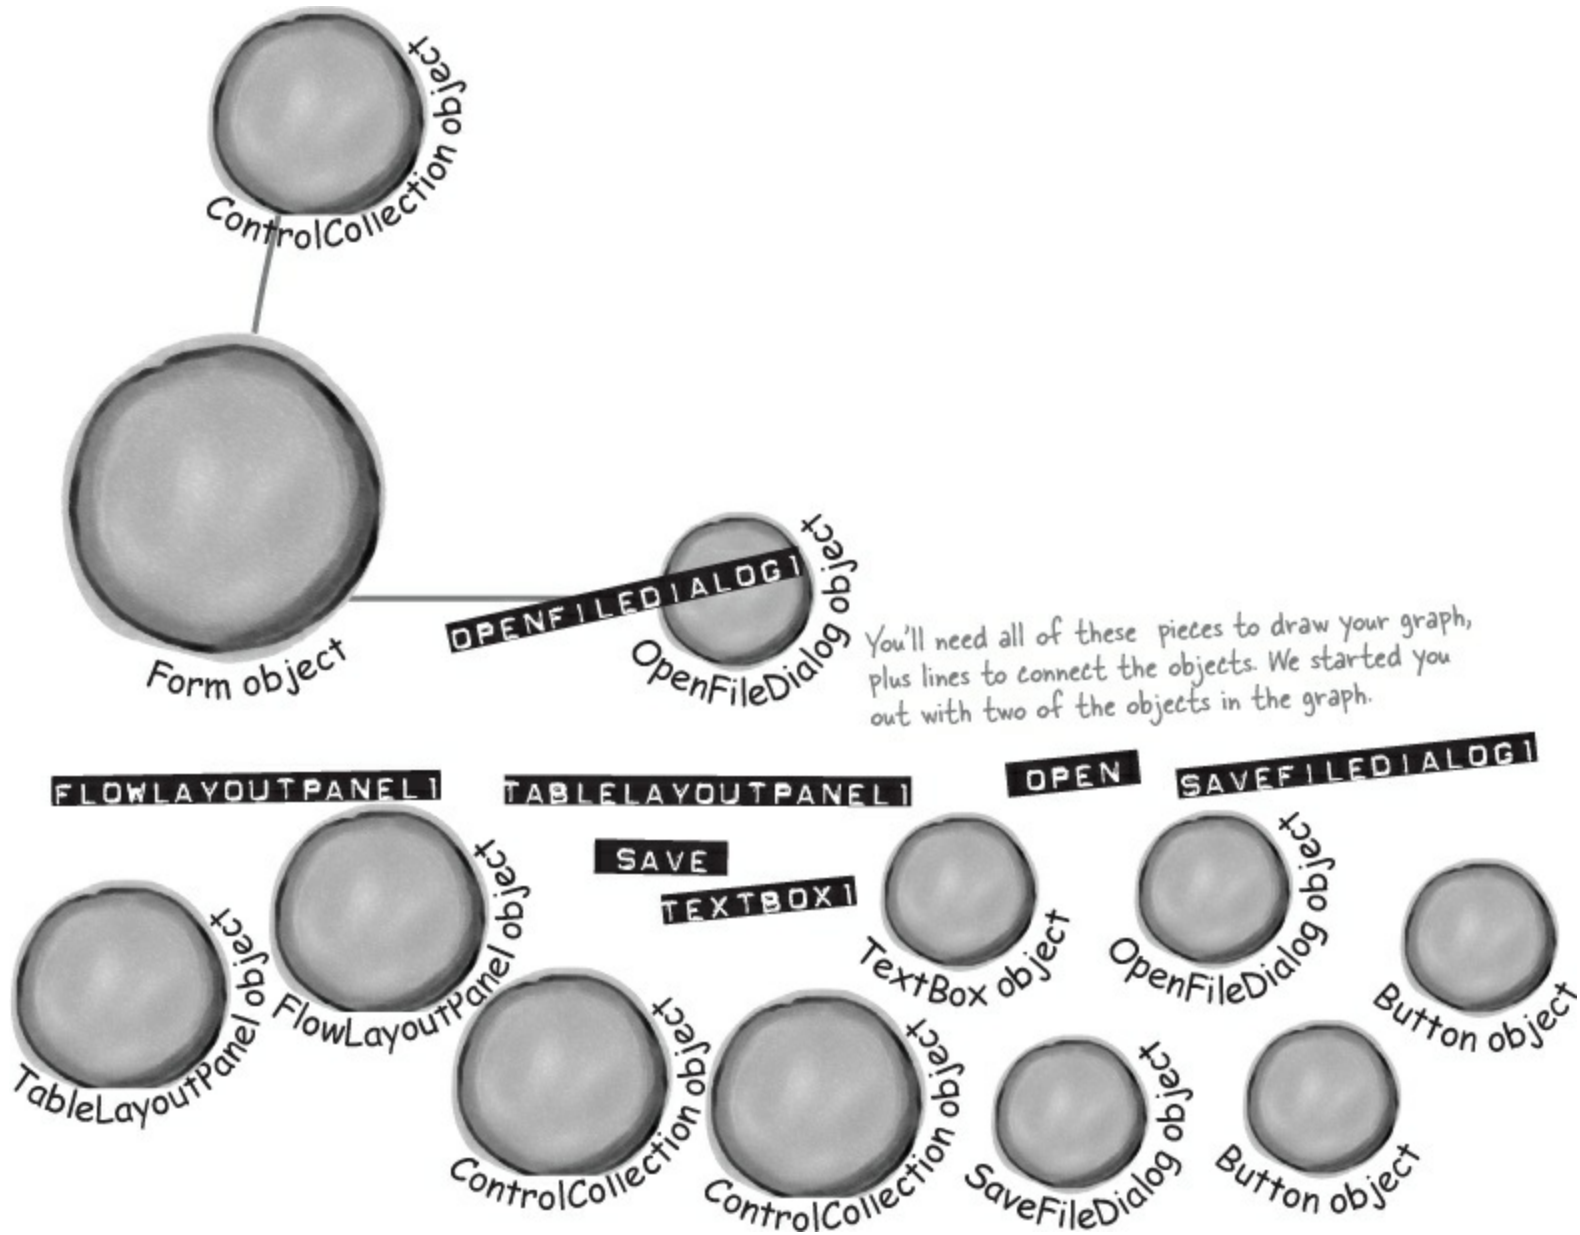 ControlCollection object
Form object
OPENFILEDIALOG1
OpenFileDialog object
You'll need all of these pieces to draw your graph,
plus lines to connect the objects. We started you
out with two of the objects in the graph.
FLOWLAYOUTPANEL1
TABLELAYOUTPANEL1
OPEN
SAVEFILEDIALOG1
SAVE
TEXTBOX1
TableLayoutPanel object
FlowLayoutPanel object
ControlCollection object
ControlCollection object
TextBox object
OpenFileDialog object
Button object
SaveFileDialog object
Button object